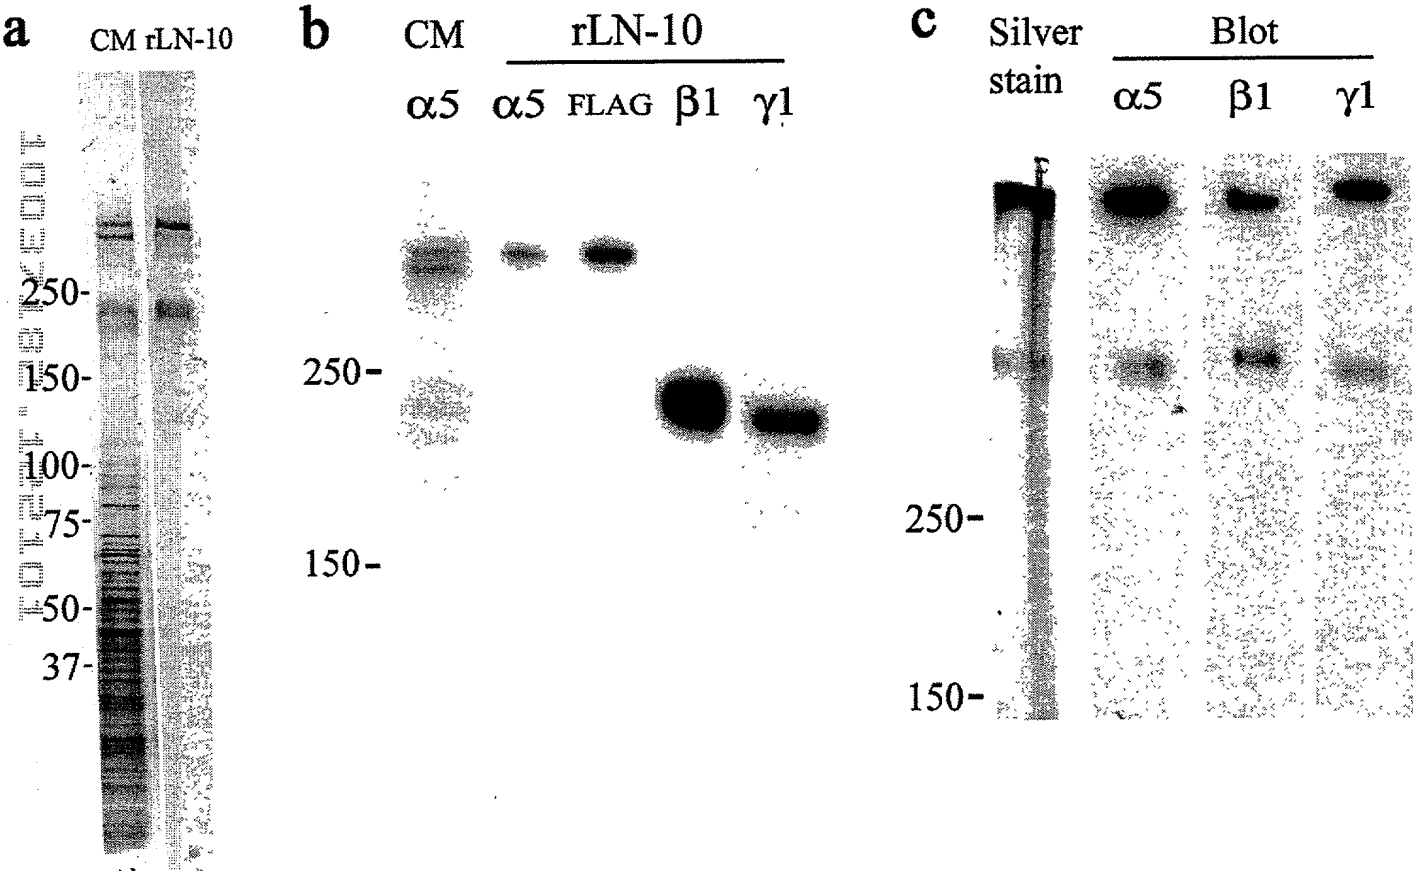 a
CM rLN-10
250-
150-
100-
75-
50-
37-
b
CM rLN-10
α5 α5 FLAG β1 γ1
250-
150-
c
Silver stain
Blot
α5 β1 γ1
250-
150-